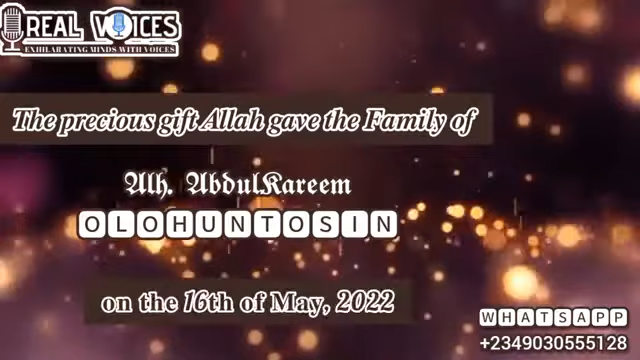 REAL VOICES
EXHILARATING MINDS WITH VOICES
The precious gift Allah gave the Family of
Alh. AbdulKareem
OLOHUNTOSIN
on the 16th of May, 2022
WHATSAPP
+2349030555128